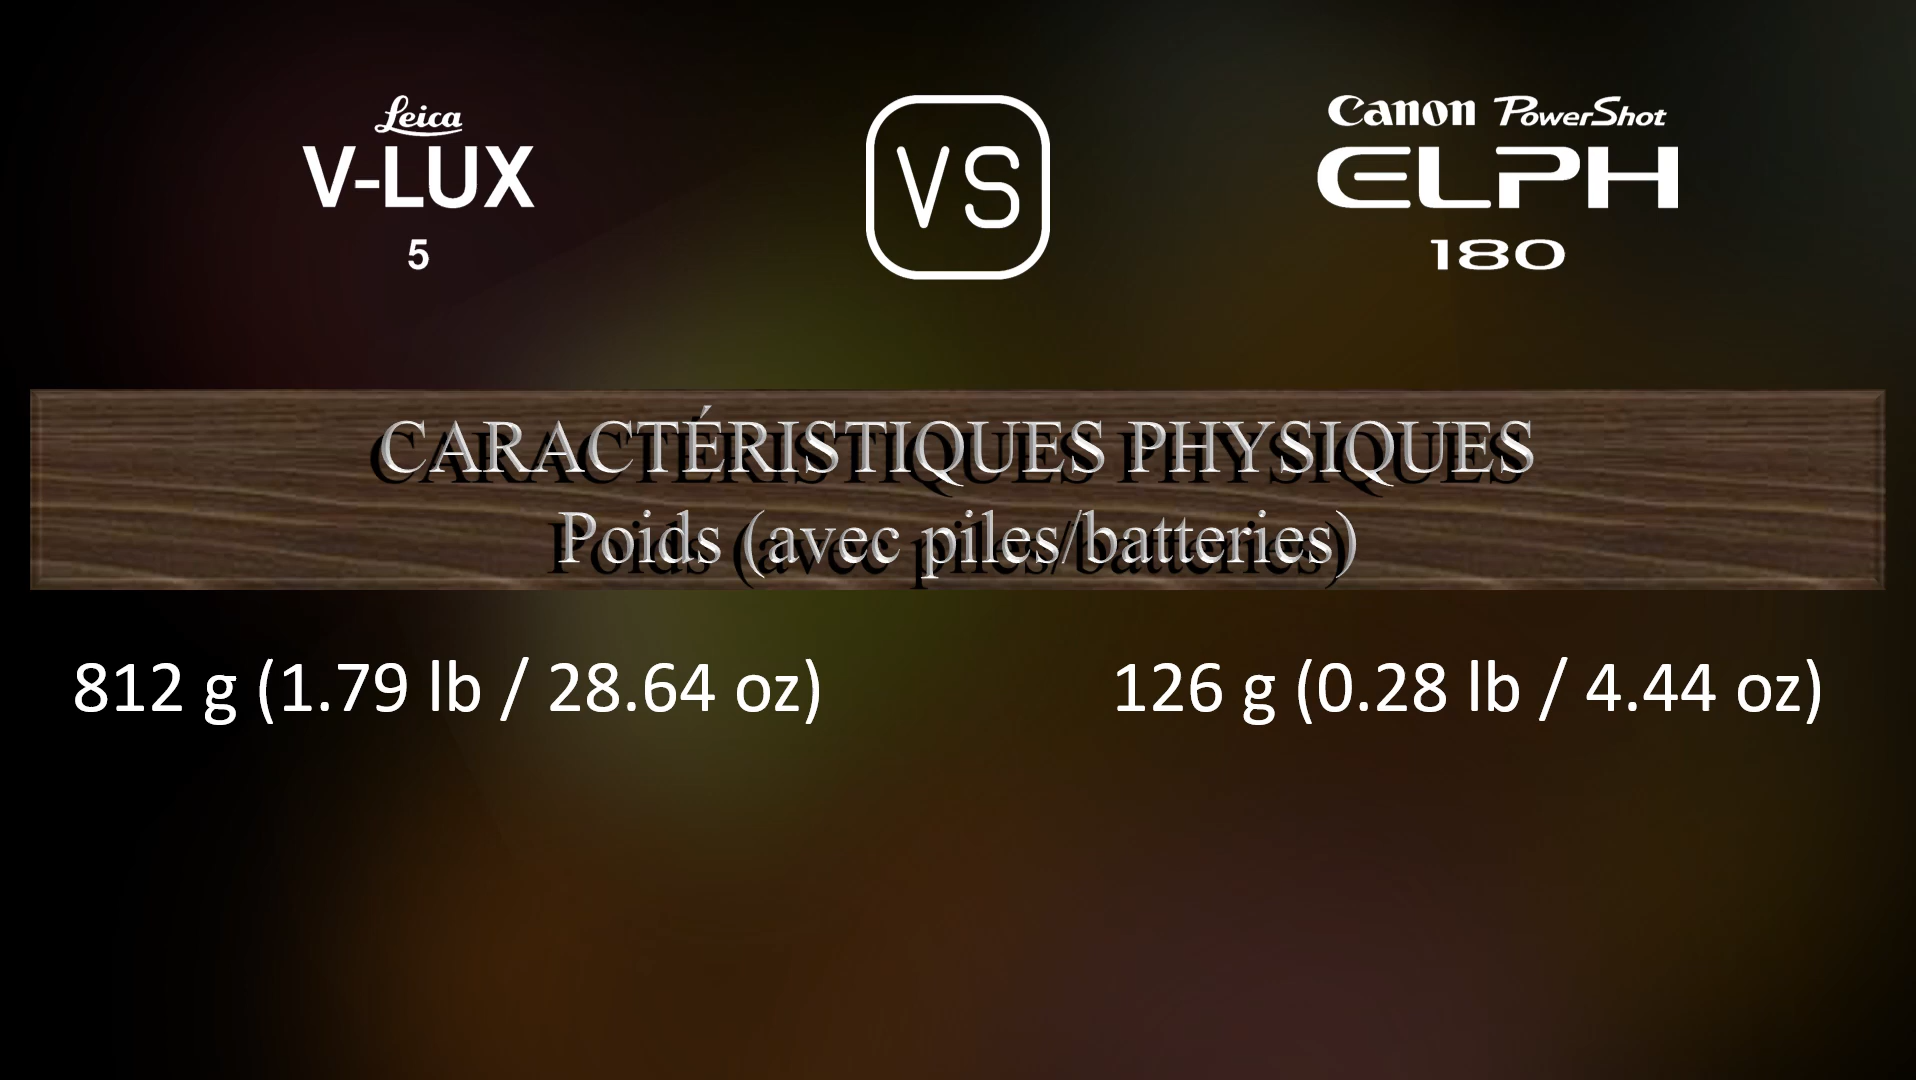 Leica
V-LUX
5
VS
Canon PowerShot
ELPH
180
CARACTÉRISTIQUES PHYSIQUES
Poids (avec piles/batteries)
812 g (1.79 lb / 28.64 oz)
126 g (0.28 lb / 4.44 oz)